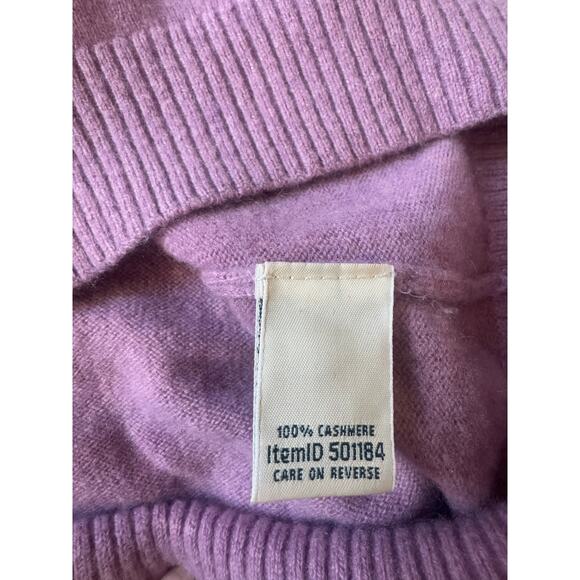 100% CASHMERE
ItemID 501184
CARE ON REVERSE